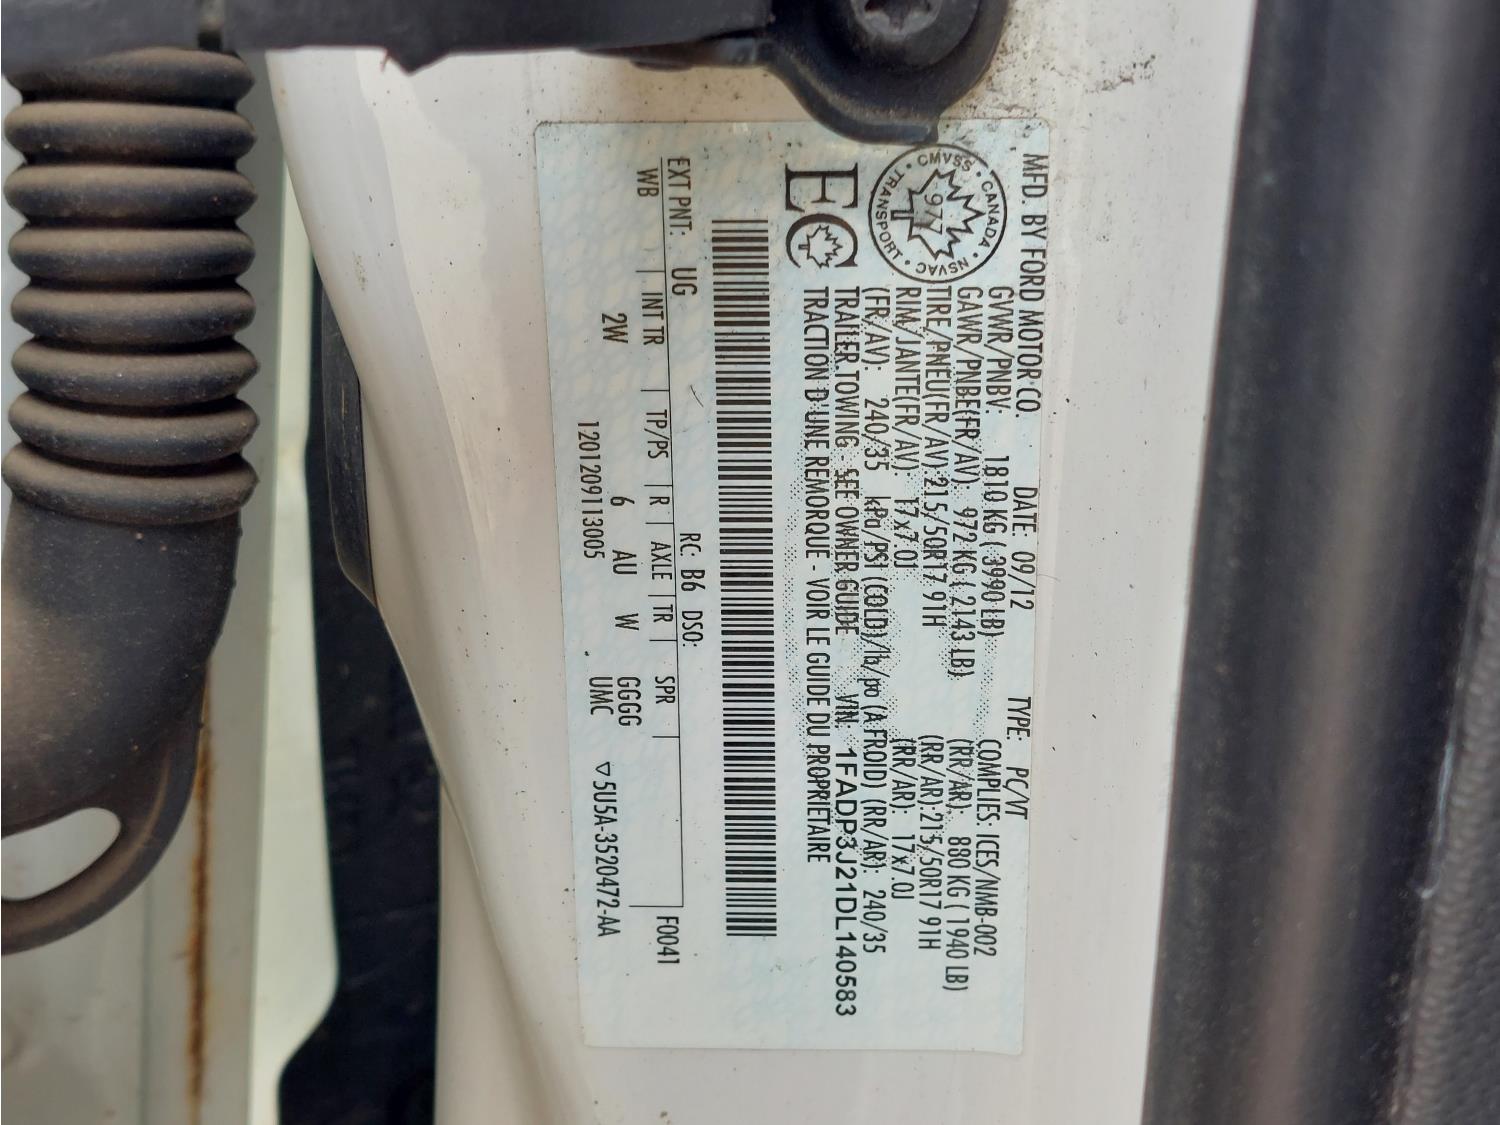 MFD. BY FORD MOTOR CO. DATE: 09/12 TYPE: PC/VT
GVWR/PNBV: 1810 KG ( 3990 LB) COMPLIES: ICES/NMB-002
GAWR/PNBE(FR/AV): 972 KG ( 2143 LB) (RR/AR): 880 KG ( 1940 LB)
TIRE/PNEU(FR/AV):215/50R17 91H (RR/AR):215/50R17 91H
RIM/JANTE(FR/AV): 17x7.0J (RR/AR): 17x7.0J
(FR/AV): 240/35 kPa/PSI (COLD)/lb/po (A FROID) (RR/AR): 240/35
TRAILER TOWING - SEE OWNER GUIDE VIN: 1FADP3J21DL140583
TRACTION D'UNE REMORQUE - VOIR LE GUIDE DU PROPRIETAIRE
CMVSS • CANADA • NSVAC • TRANSPORT •
977
EC
EXT PNT: UG RC: B6 DSO: F0041
WB INT TR TP/PS R AXLE TR SPR
2W 6 AU W GGGG
1201209113005 UMC ▽5U5A-3520472-AA